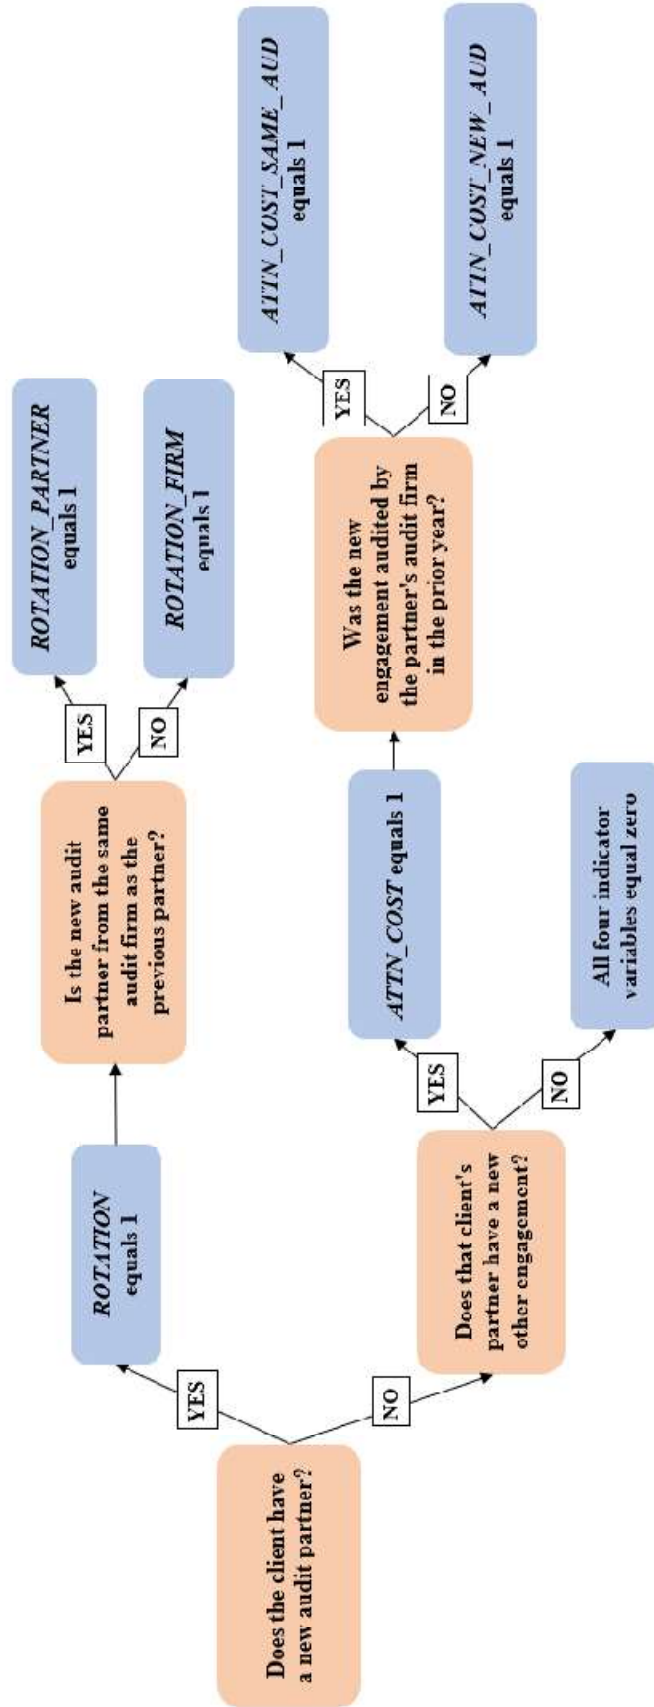 Does the client have
a new audit partner?
YES
NO
ROTATION
equals 1
Is the new audit
partner from the same
audit firm as the
previous partner?
YES
NO
ROTATION_PARTNER
equals 1
ROTATION_FIRM
equals 1
Does that client's
partner have a new
other engagement?
YES
NO
ATTN_COST equals 1
All four indicator
variables equal zero
Was the new
engagement audited by
the partner's audit firm
in the prior year?
YES
NO
ATTN_COST_SAME_AUD
equals 1
ATTN_COST_NEW_AUD
equals 1